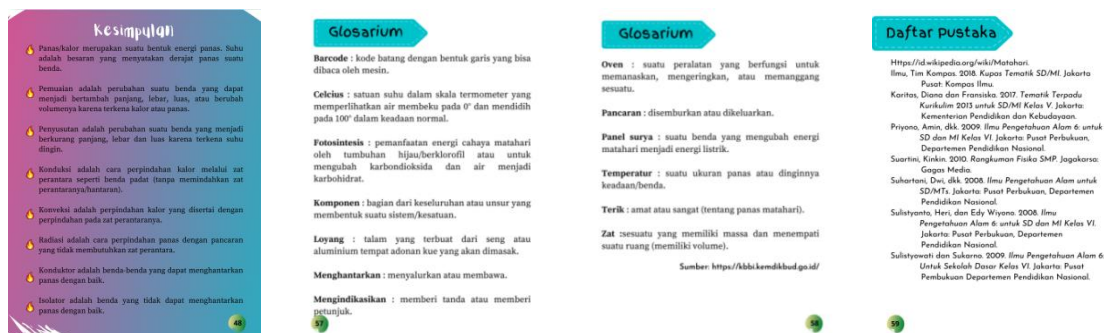 Kesimpulan
Panas/kalor merupakan suatu bentuk energi panas. Suhu
adalah besaran yang menyatakan derajat panas suatu
benda.
Pemuaian adalah perubahan suatu benda yang dapat
menjadi bertambah panjang, lebar, luas, atau berubah
volumenya karena terkena kalor atau panas.
Penyusutan adalah perubahan suatu benda yang menjadi
berkurang panjang, lebar dan luas karena terkena suhu
dingin.
Konduksi adalah cara perpindahan kalor melalui zat
perantara seperti benda padat (tanpa memindahkan zat
perantaranya/hantaran).
Konveksi adalah perpindahan kalor yang disertai dengan
perpindahan pada zat perantaranya.
Radiasi adalah cara perpindahan panas dengan pancaran
yang tidak membutuhkan zat perantara.
Konduktor adalah benda-benda yang dapat menghantarkan
panas dengan baik.
Isolator adalah benda yang tidak dapat menghantarkan
panas dengan baik.
48
Glosarium
Barcode : kode batang dengan bentuk garis yang bisa
dibaca oleh mesin.
Celcius : satuan suhu dalam skala termometer yang
memperlihatkan air membeku pada 0° dan mendidih
pada 100° dalam keadaan normal.
Fotosintesis : pemanfaatan energi cahaya matahari
oleh tumbuhan hijau/berklorofil atau untuk
mengubah karbondioksida dan air menjadi
karbohidrat.
Komponen : bagian dari keseluruhan atau unsur yang
membentuk suatu sistem/kesatuan.
Loyang : talam yang terbuat dari seng atau
aluminium tempat adonan kue yang akan dimasak.
Menghantarkan : menyalurkan atau membawa.
Mengindikasikan : memberi tanda atau memberi
petunjuk.
57
Glosarium
Oven : suatu peralatan yang berfungsi untuk
memanaskan, mengeringkan, atau memanggang
sesuatu.
Pancaran : disemburkan atau dikeluarkan.
Panel surya : suatu benda yang mengubah energi
matahari menjadi energi listrik.
Temperatur : suatu ukuran panas atau dinginnya
keadaan/benda.
Terik : amat atau sangat (tentang panas matahari).
Zat :sesuatu yang memiliki massa dan menempati
suatu ruang (memiliki volume).
Sumber: https://kbbi.kemdikbud.go.id/
58
Daftar Pustaka
Https://id.wikipedia.org/wiki/Matahari.
Ilmu, Tim Kompas. 2018. Kupas Tematik SD/MI. Jakarta
Pusat: Kompas Ilmu.
Karitas, Diana dan Fransiska. 2017. Tematik Terpadu
Kurikulim 2013 untuk SD/MI Kelas V. Jakarta:
Kementerian Pendidikan dan Kebudayaan.
Priyono, Amin, dkk. 2009. Ilmu Pengetahuan Alam 6: untuk
SD dan MI Kelas VI. Jakarta: Pusat Perbukuan,
Departemen Pendidikan Nasional.
Suartini, Kinkin. 2010. Rangkuman Fisika SMP. Jogakarsa:
Gagas Media.
Suhartani, Dwi, dkk. 2008. Ilmu Pengetahuan Alam untuk
SD/MTs. Jakarta: Pusat Perbukuan, Departemen
Pendidikan Nasional.
Sulistyanto, Heri, dan Edy Wiyono. 2008. Ilmu
Pengetahuan Alam 6: untuk SD dan MI Kelas VI.
Jakarta: Pusat Perbukuan, Departemen
Pendidikan Nasional.
Sulistyowati dan Sukarno. 2009. Ilmu Pengetahuan Alam 6:
Untuk Sekolah Dasar Kelas VI. Jakarta: Pusat
Pembukuan Departemen Pendidikan Nasional.
59